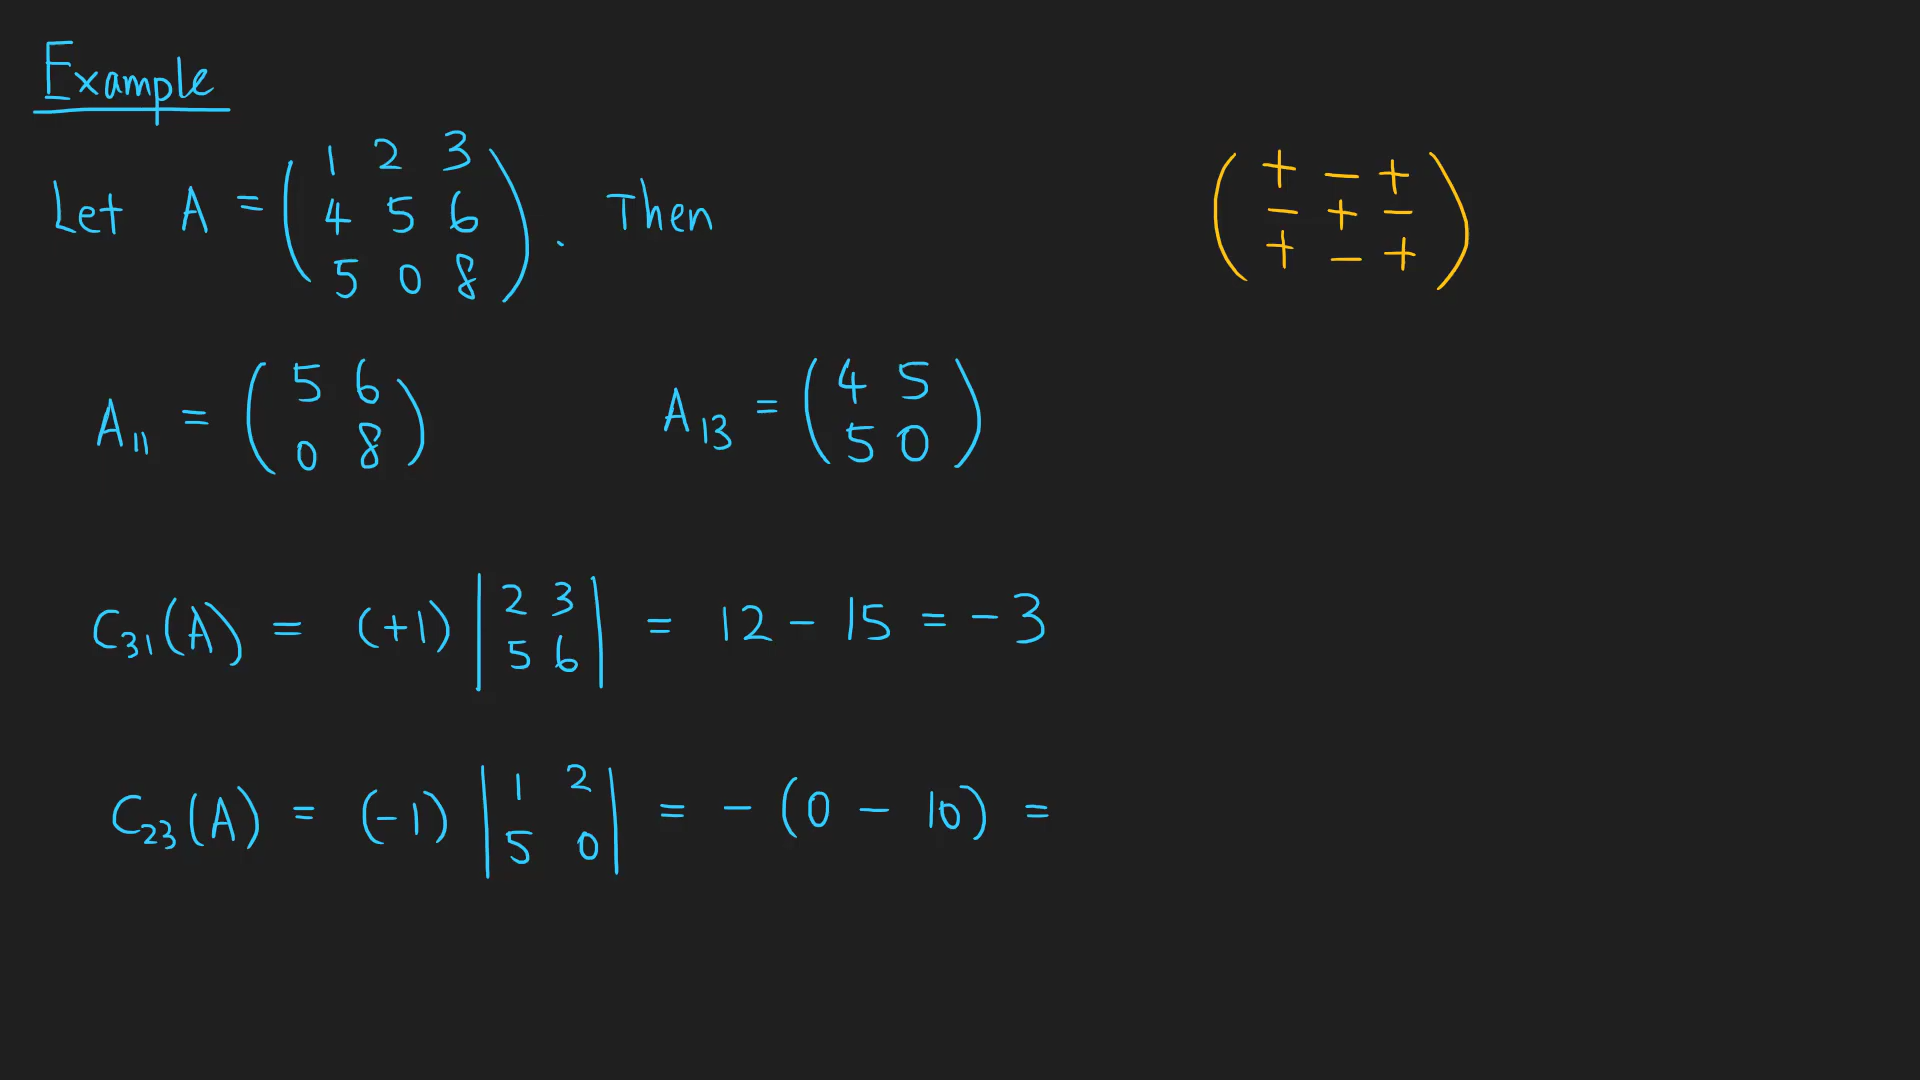 Example
Let A = ( 1 2 3
4 5 6
5 0 8 ) . Then
( + − +
− + −
+ − + )
A₁₁ = ( 5 6
0 8 )
A₁₃ = ( 4 5
5 0 )
C₃₁(A) = (+1) | 2 3
5 6 | = 12 − 15 = −3
C₂₃(A) = (−1) | 1 2
5 0 | = − (0 − 10) =